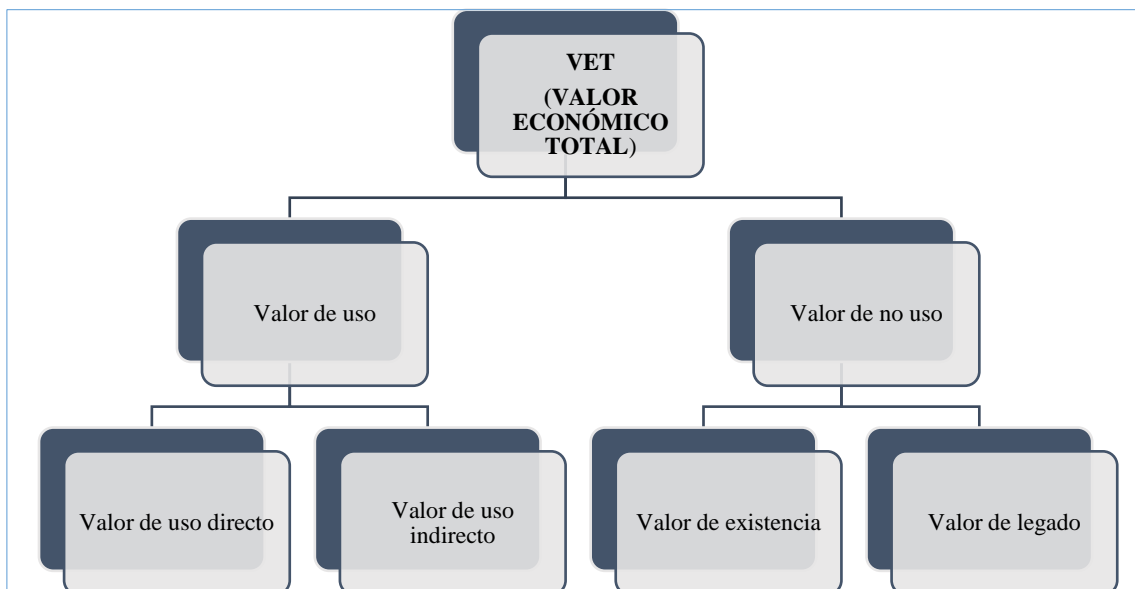 VET
(VALOR
ECONÓMICO
TOTAL)
Valor de uso
Valor de no uso
Valor de uso directo
Valor de uso
indirecto
Valor de existencia
Valor de legado